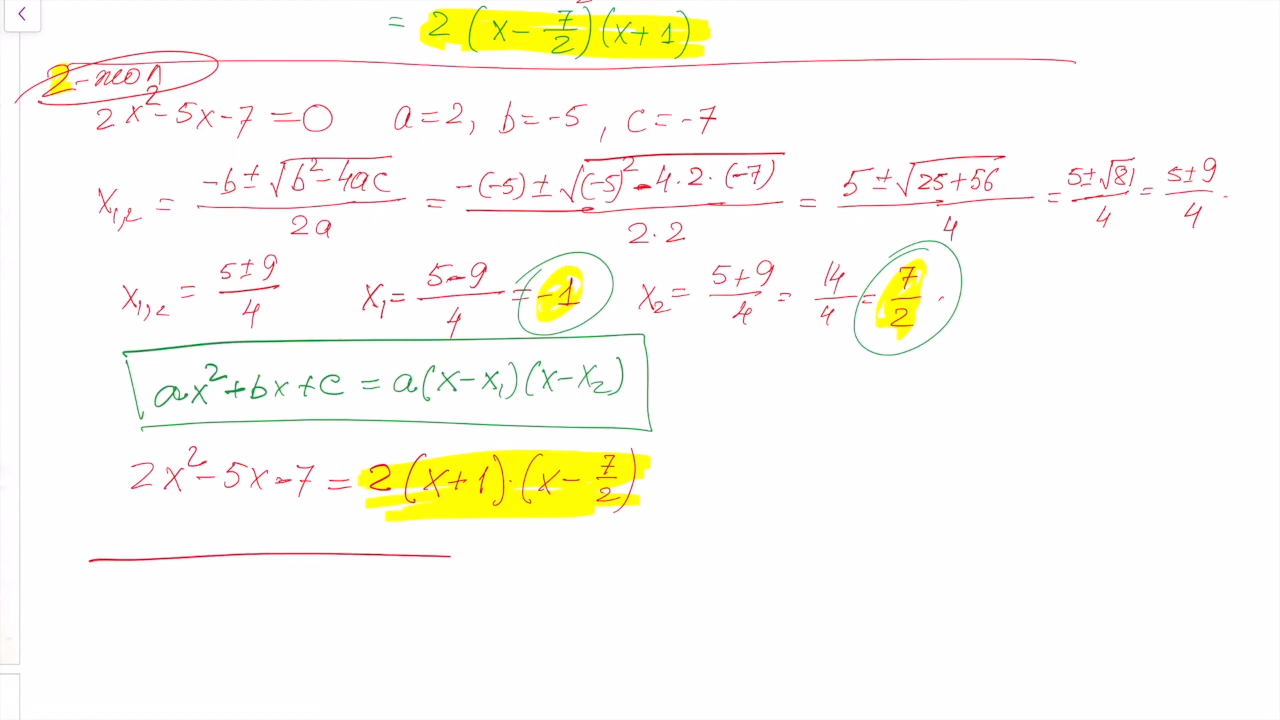 = 2 (x - 7/2)(x+1)
2x² - 5x - 7 = 0 a = 2, b = -5, c = -7
x₁,₂ = (-b ± √(b² - 4ac))/(2a) = (-(-5) ± √((-5)² - 4·2·(-7)))/(2·2) = (5 ± √(25+56))/4 = (5 ± √81)/4 = (5 ± 9)/4.
x₁,₂ = (5 ± 9)/4 x₁ = (5-9)/4 = -1 x₂ = (5+9)/4 = 14/4 = 7/2.
ax² + bx + c = a(x - x₁)(x - x₂)
2x² - 5x - 7 = 2(x+1)·(x - 7/2)